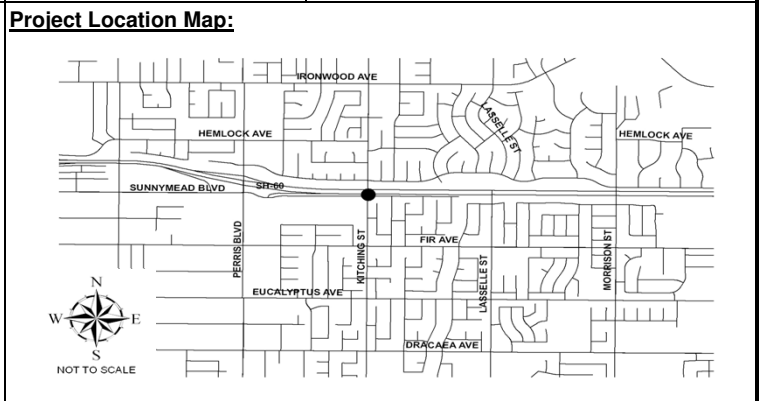 Project Location Map:
IRONWOOD AVE
LASSELLE ST
HEMLOCK AVE
HEMLOCK AVE
SUNNYMEAD BLVD
SR-60
PERRIS BLVD
KITCHING ST
FIR AVE
LASSELLE ST
MORRISON ST
EUCALYPTUS AVE
DRACAEA AVE
N
W
E
S
NOT TO SCALE